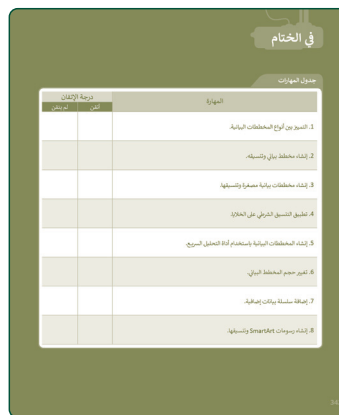 في الختام
جدول المهارات
المهارة
درجة الإتقان
أتقن
لم يتقن
1. التمييز بين أنواع المخططات البيانية.
2. إنشاء مخطط بياني وتنسيقه.
3. إنشاء مخططات بيانية مصغرة وتنسيقها.
4. تطبيق التنسيق الشرطي على الخلايا.
5. إنشاء المخططات البيانية باستخدام أداة التحليل السريع.
6. تغيير حجم المخطط البياني.
7. إضافة سلسلة بيانات إضافية.
8. إنشاء رسومات SmartArt وتنسيقها.